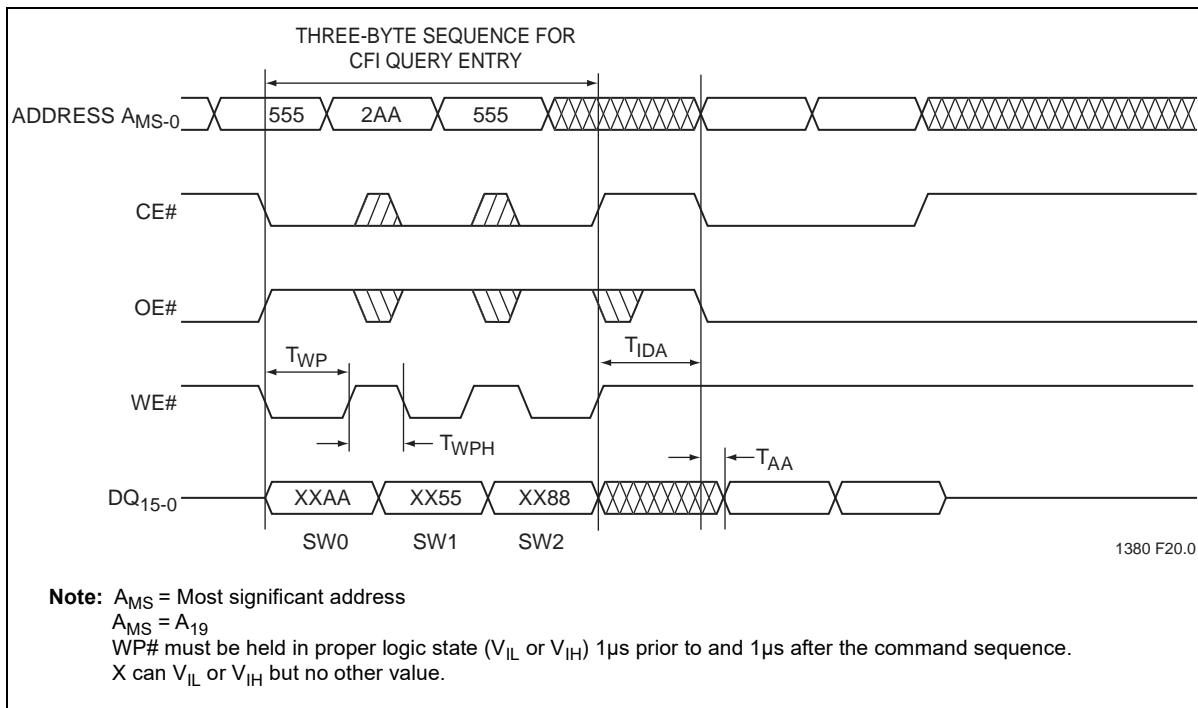 THREE-BYTE SEQUENCE FOR
CFI QUERY ENTRY
ADDRESS AMS-0
555 2AA 555
CE#
OE#
TWP
TIDA
WE#
TWPH
TAA
DQ15-0
XXAA XX55 XX88
SW0 SW1 SW2
1380 F20.0
Note: AMS = Most significant address
AMS = A19
WP# must be held in proper logic state (VIL or VIH) 1µs prior to and 1µs after the command sequence.
X can VIL or VIH but no other value.